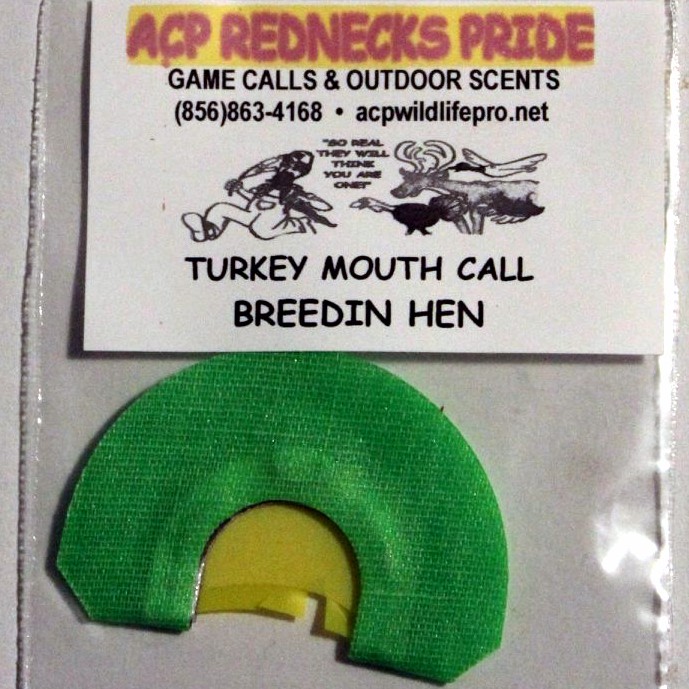 ACP REDNECKS PRIDE
GAME CALLS & OUTDOOR SCENTS
(856)863-4168 • acpwildlifepro.net
"SO REAL
THEY WILL
THINK
YOU ARE
ONE!"
TURKEY MOUTH CALL
BREEDIN HEN